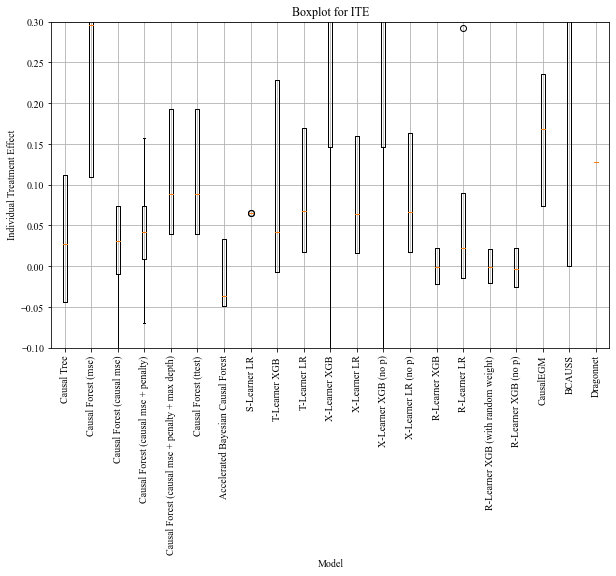 Boxplot for ITE
Individual Treatment Effect
0.30
0.25
0.20
0.15
0.10
0.05
0.00
−0.05
−0.10
Causal Tree
Causal Forest (mse)
Causal Forest (causal mse)
Causal Forest (causal mse + penalty)
Causal Forest (causal mse + penalty + max depth)
Causal Forest (ttest)
Accelerated Bayesian Causal Forest
S-Learner LR
T-Learner XGB
T-Learner LR
X-Learner XGB
X-Learner LR
X-Learner XGB (no p)
X-Learner LR (no p)
R-Learner XGB
R-Learner LR
R-Learner XGB (with random weight)
R-Learner XGB (no p)
CausalEGM
BCAUSS
Dragonnet
Model